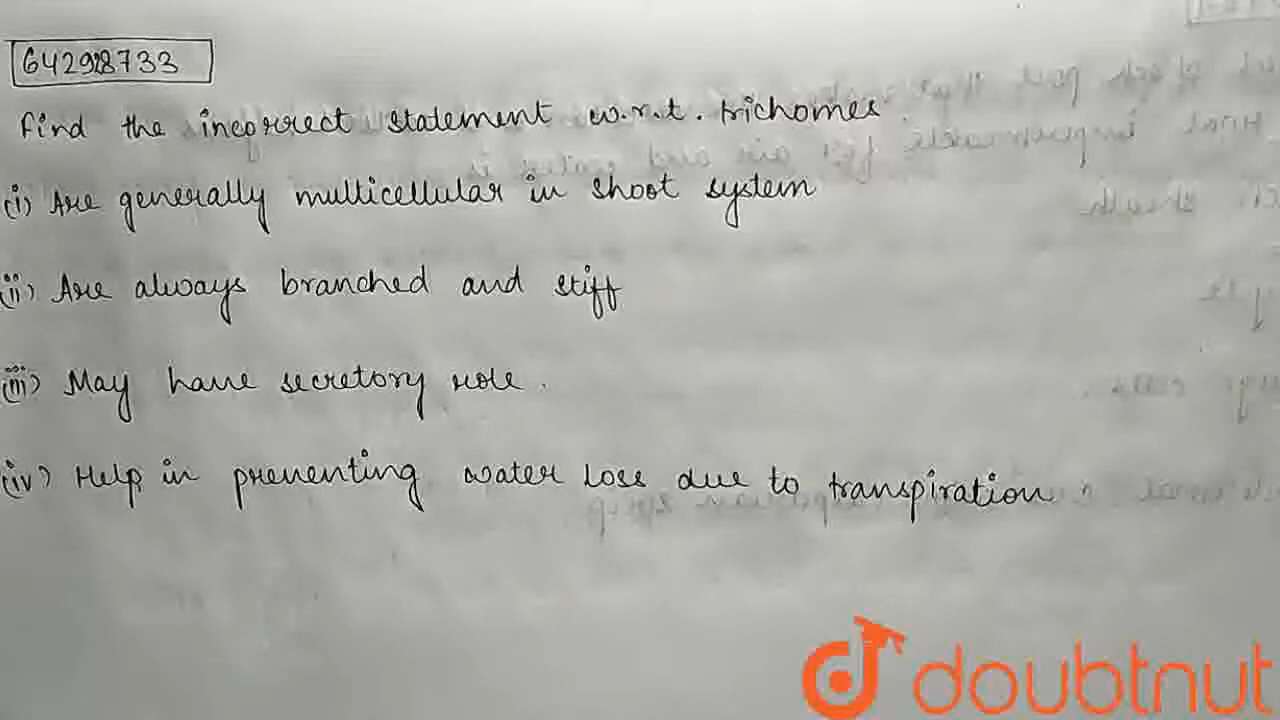 642928733
Find the incorrect statement w.r.t. trichomes.
(i) Are generally multicellular in shoot system
(ii) Are always branched and stiff
(iii) May have secretory role.
(iv) Help in preventing water loss due to transpiration
doubtnut